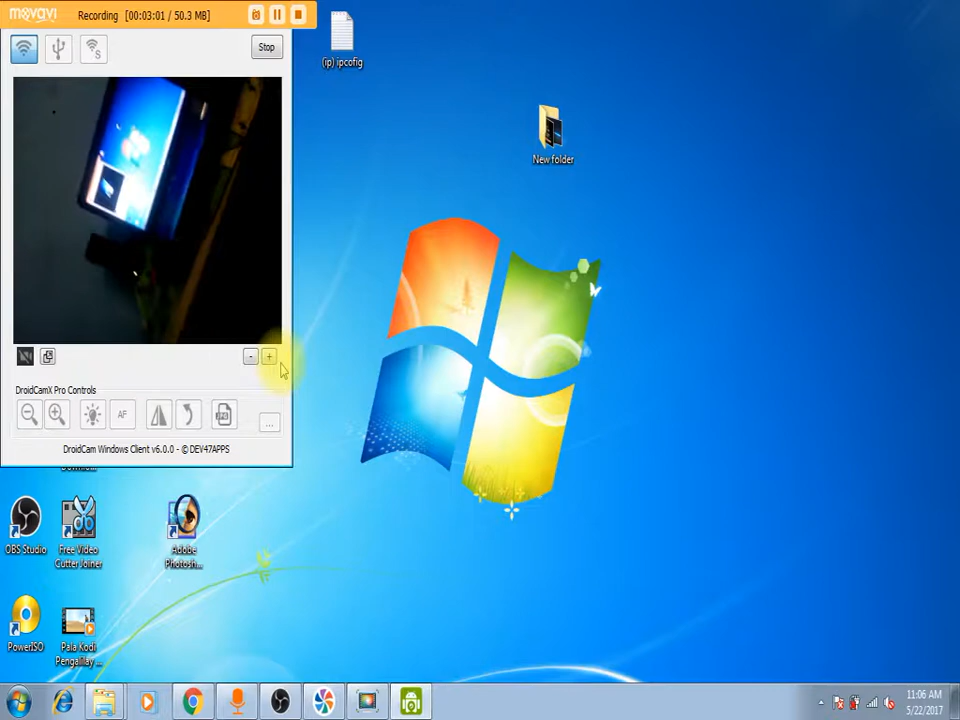 movavi
Recording [00:03:01 / 50.3 MB]
Stop
(ip) ipcofig
New folder
- +
DroidCamX Pro Controls
AF
...
DroidCam Windows Client v6.0.0 - © DEV47APPS
OBS Studio
Free Video
Cutter Joiner
Adobe
Photosh...
PowerISO
Pala Kodi
Pengalilay ...
11:06 AM
5/22/2017